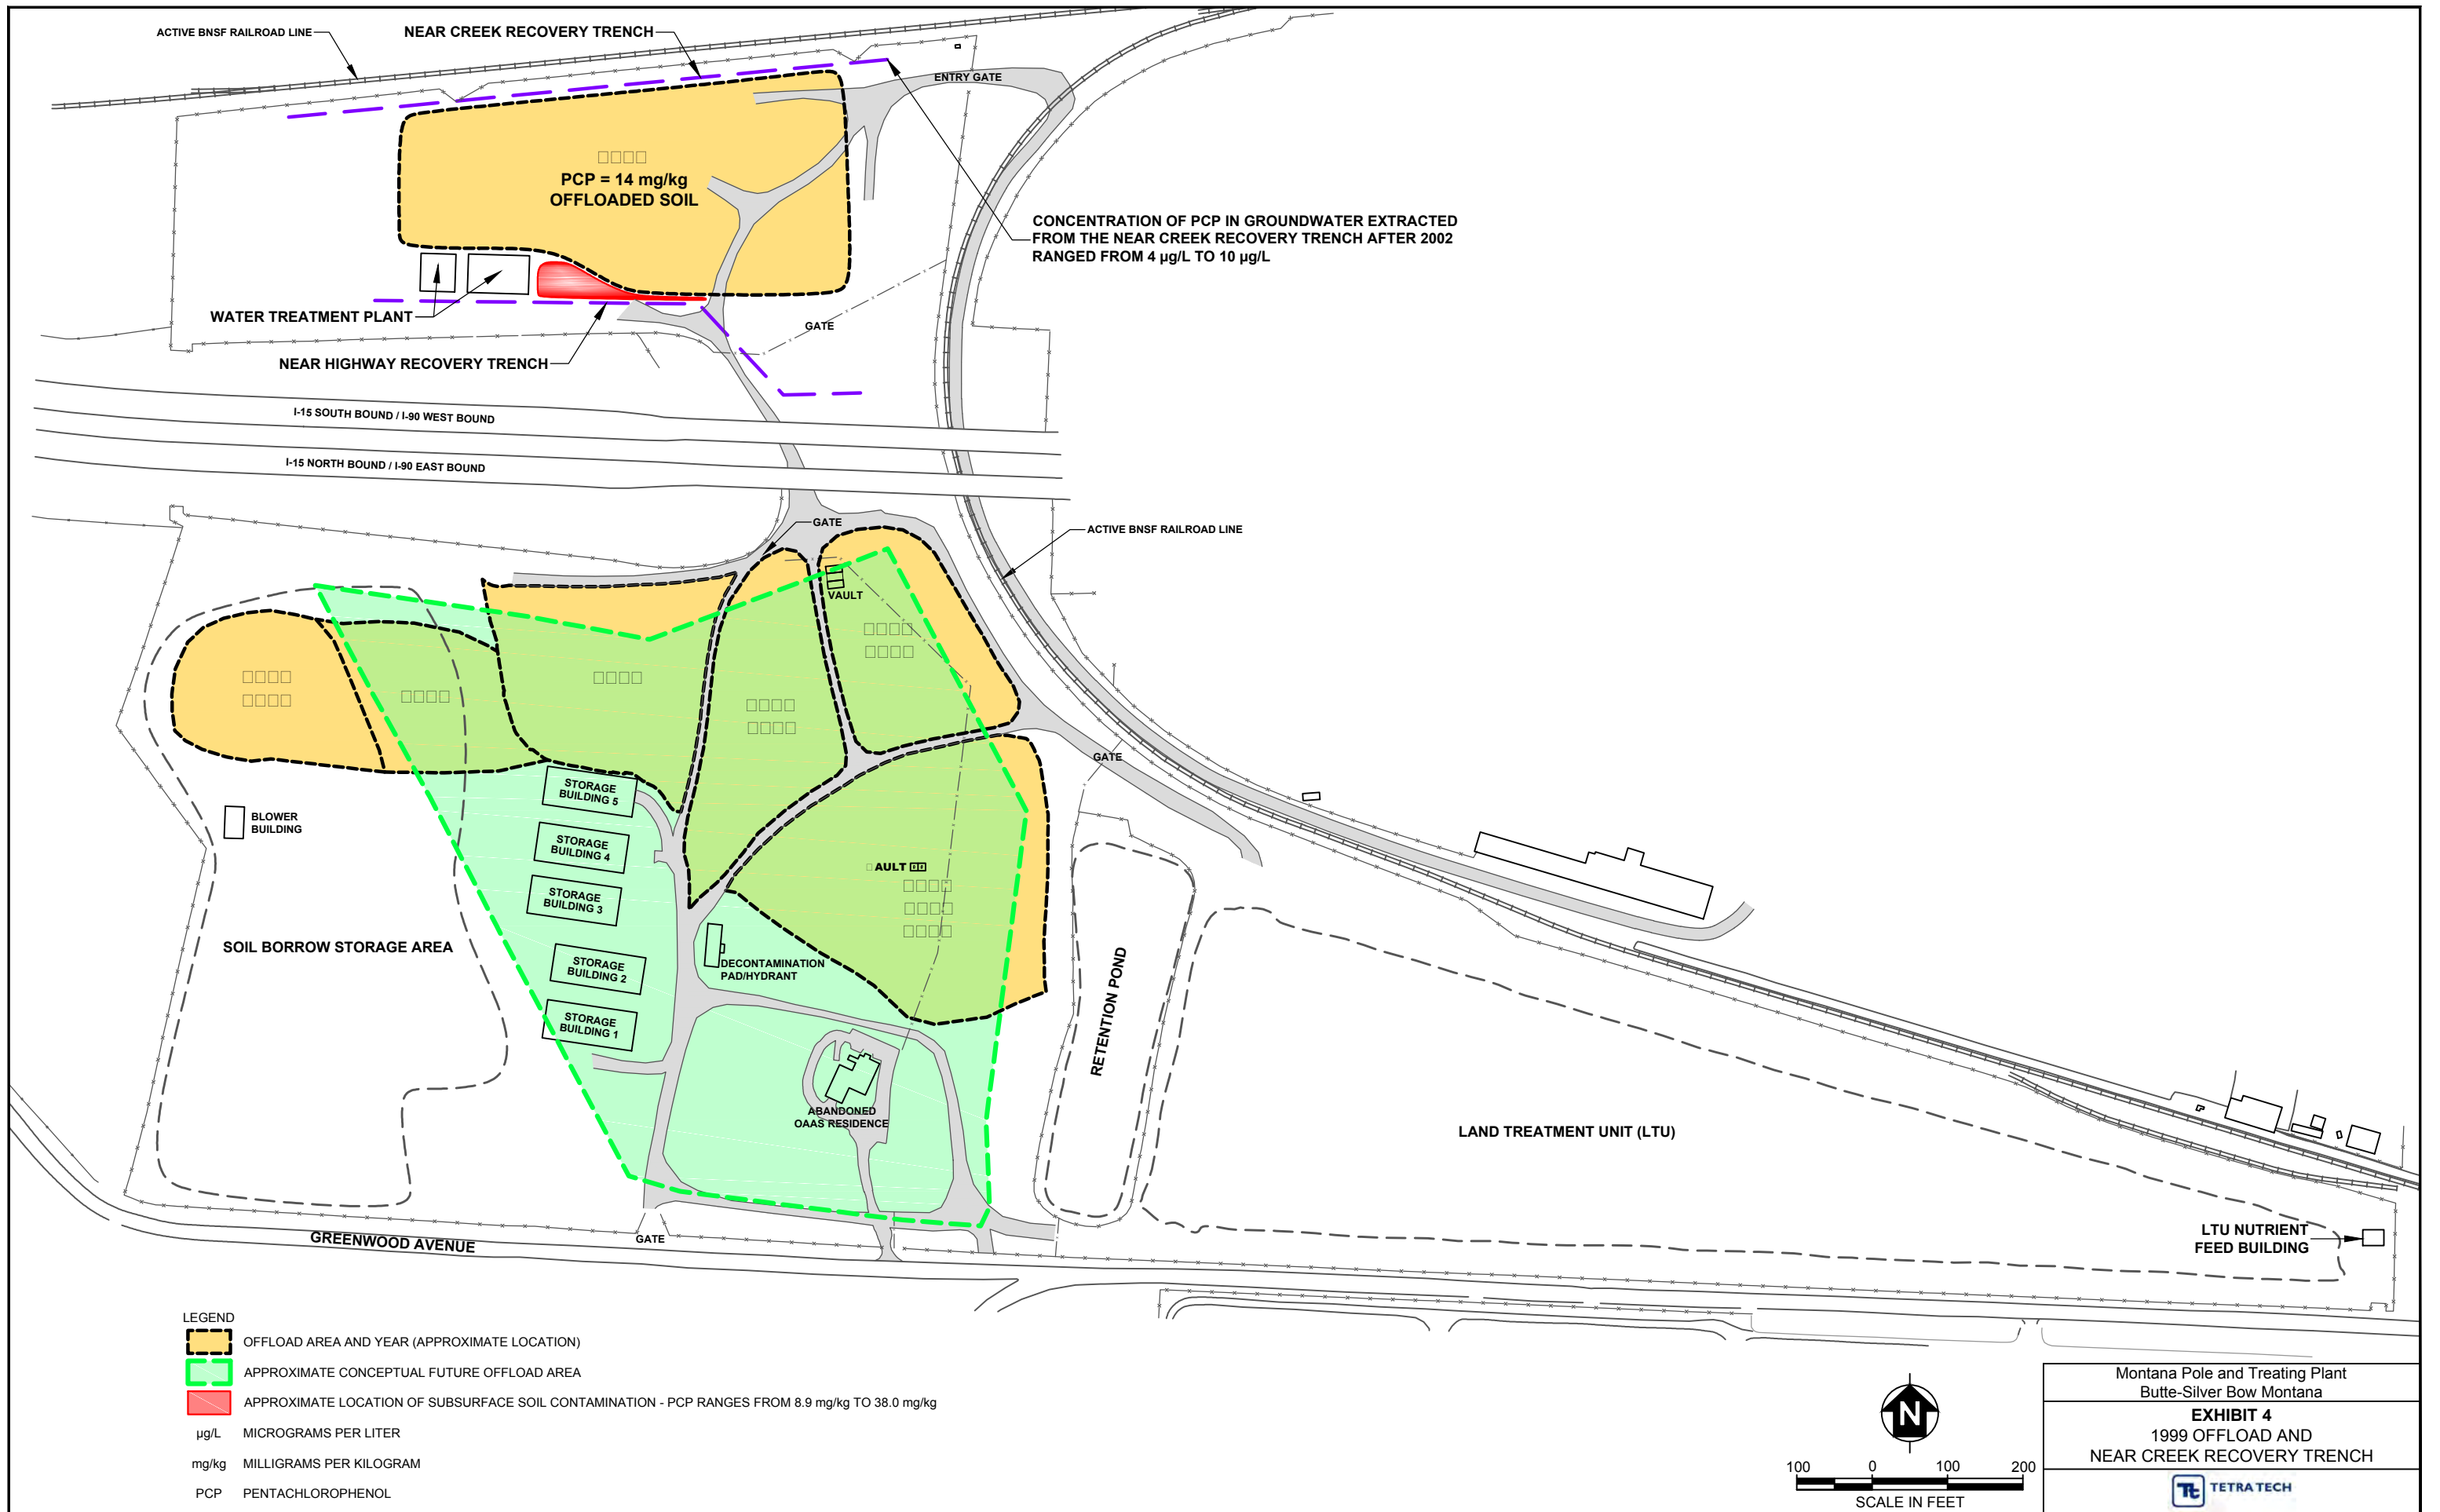 ACTIVE BNSF RAILROAD LINE
NEAR CREEK RECOVERY TRENCH
ENTRY GATE
PCP = 14 mg/kg
OFFLOADED SOIL
CONCENTRATION OF PCP IN GROUNDWATER EXTRACTED
FROM THE NEAR CREEK RECOVERY TRENCH AFTER 2002
RANGED FROM 4 µg/L TO 10 µg/L
WATER TREATMENT PLANT
GATE
NEAR HIGHWAY RECOVERY TRENCH
I-15 SOUTH BOUND / I-90 WEST BOUND
I-15 NORTH BOUND / I-90 EAST BOUND
GATE
ACTIVE BNSF RAILROAD LINE
VAULT
GATE
STORAGE
BUILDING 5
BLOWER
BUILDING
STORAGE
BUILDING 4
AULT
STORAGE
BUILDING 3
SOIL BORROW STORAGE AREA
STORAGE
BUILDING 2
DECONTAMINATION
PAD/HYDRANT
STORAGE
BUILDING 1
RETENTION POND
ABANDONED
OAAS RESIDENCE
LAND TREATMENT UNIT (LTU)
LTU NUTRIENT
FEED BUILDING
GREENWOOD AVENUE
GATE
LEGEND
OFFLOAD AREA AND YEAR (APPROXIMATE LOCATION)
APPROXIMATE CONCEPTUAL FUTURE OFFLOAD AREA
APPROXIMATE LOCATION OF SUBSURFACE SOIL CONTAMINATION - PCP RANGES FROM 8.9 mg/kg TO 38.0 mg/kg
µg/L MICROGRAMS PER LITER
mg/kg MILLIGRAMS PER KILOGRAM
PCP PENTACHLOROPHENOL
N
100 0 100 200
SCALE IN FEET
Montana Pole and Treating Plant
Butte-Silver Bow Montana
EXHIBIT 4
1999 OFFLOAD AND
NEAR CREEK RECOVERY TRENCH
Tt TETRA TECH